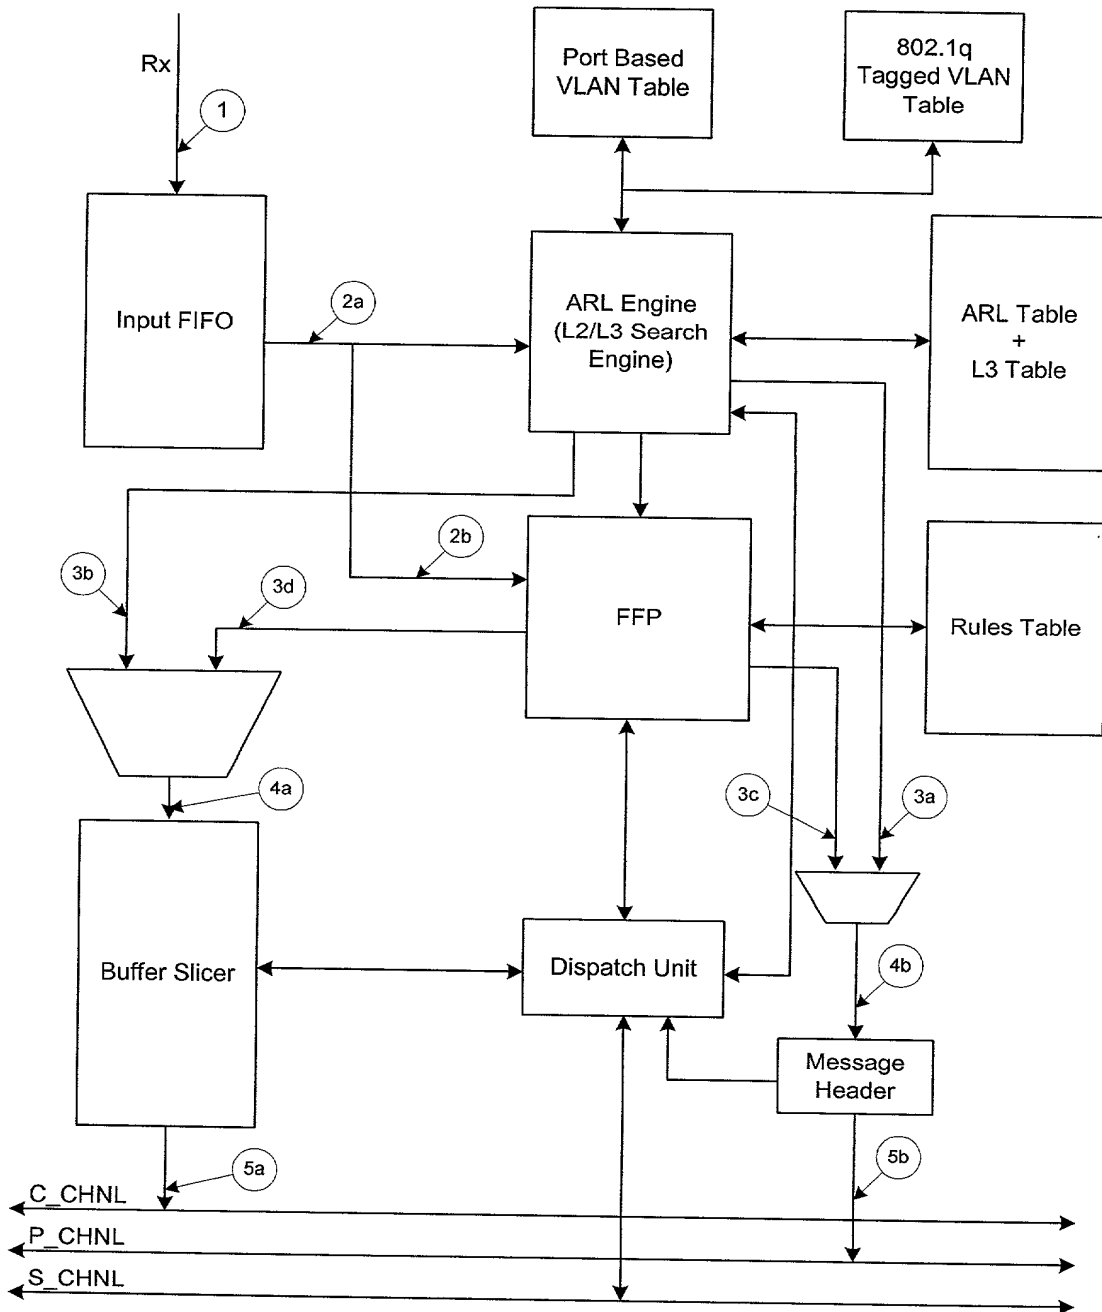 Rx
1
Port Based
VLAN Table
802.1q
Tagged VLAN
Table
Input FIFO
2a
ARL Engine
(L2/L3 Search
Engine)
ARL Table
+
L3 Table
2b
3b
3d
FFP
Rules Table
4a
3c
3a
Buffer Slicer
Dispatch Unit
4b
Message
Header
5a
5b
C_CHNL
P_CHNL
S_CHNL